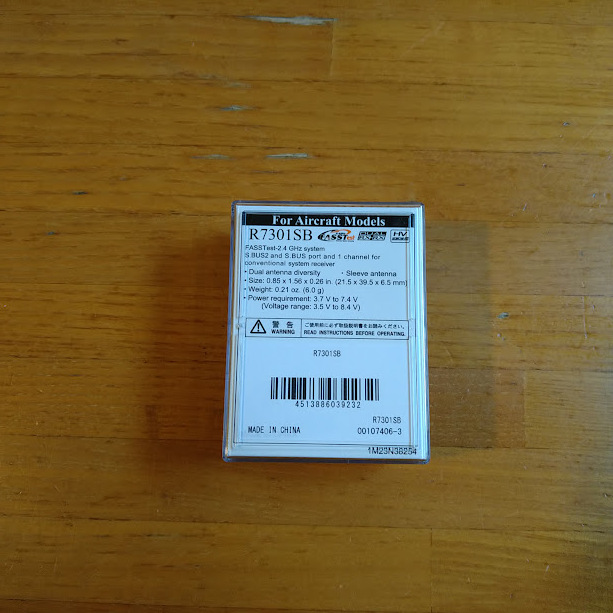 For Aircraft Models
R7301SB FASSTest DUAL RX-RX HV
FASSTest-2.4 GHz system
S.BUS2 and S.BUS port and 1 channel for
conventional system receiver
・Dual antenna diversity ・Sleeve antenna
・Size: 0.85 x 1.56 x 0.26 in. (21.5 x 39.5 x 6.5 mm)
・Weight: 0.21 oz. (6.0 g)
・Power requirement: 3.7 V to 7.4 V
(Voltage range: 3.5 V to 8.4 V)
警告 ご使用前に必ず取扱説明書をお読みください。
WARNING READ INSTRUCTIONS BEFORE OPERATING.
R7301SB
4513886039232
R7301SB
MADE IN CHINA 00107406-3
1M23N38254